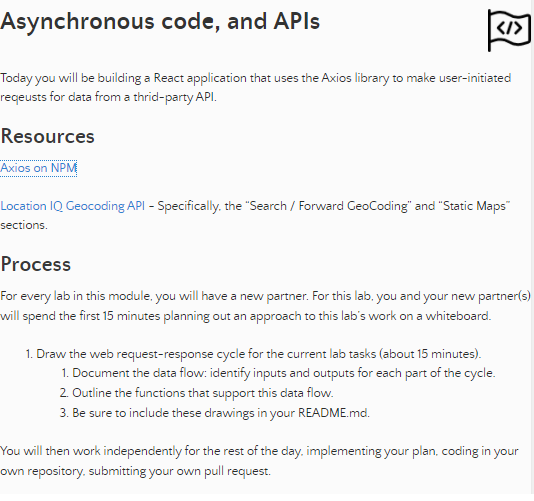 Asynchronous code, and APIs
</>
Today you will be building a React application that uses the Axios library to make user-initiated
reqeusts for data from a thrid-party API.
Resources
Axios on NPM
Location IQ Geocoding API - Specifically, the “Search / Forward GeoCoding” and “Static Maps”
sections.
Process
For every lab in this module, you will have a new partner. For this lab, you and your new partner(s)
will spend the first 15 minutes planning out an approach to this lab’s work on a whiteboard.
1. Draw the web request-response cycle for the current lab tasks (about 15 minutes).
1. Document the data flow: identify inputs and outputs for each part of the cycle.
2. Outline the functions that support this data flow.
3. Be sure to include these drawings in your README.md.
You will then work independently for the rest of the day, implementing your plan, coding in your
own repository, submitting your own pull request.